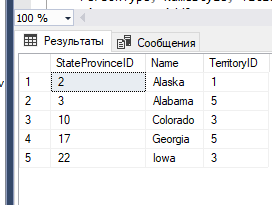 100 %
Результаты Сообщения
StateProvinceID Name TerritoryID
1 2 Alaska 1
2 3 Alabama 5
3 10 Colorado 3
4 17 Georgia 5
5 22 Iowa 3